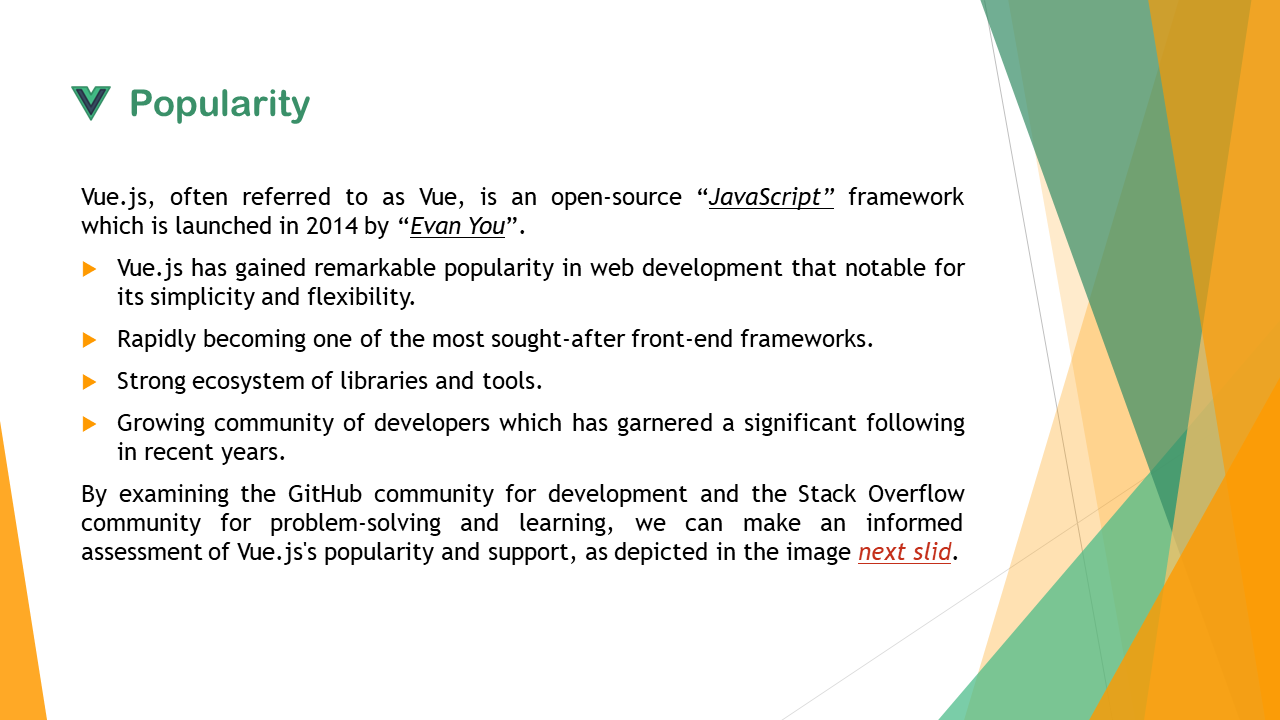 Popularity
Vue.js, often referred to as Vue, is an open-source “JavaScript” framework
which is launched in 2014 by “Evan You”.
Vue.js has gained remarkable popularity in web development that notable for
its simplicity and flexibility.
Rapidly becoming one of the most sought-after front-end frameworks.
Strong ecosystem of libraries and tools.
Growing community of developers which has garnered a significant following
in recent years.
By examining the GitHub community for development and the Stack Overflow
community for problem-solving and learning, we can make an informed
assessment of Vue.js's popularity and support, as depicted in the image next slid.